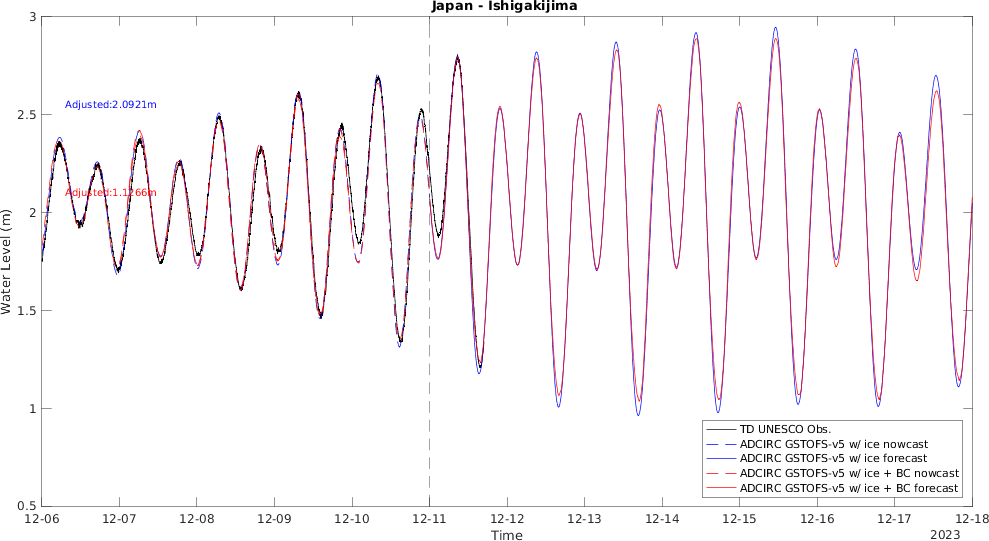 Japan - Ishigakijima
Water Level (m)
3
2.5
2
1.5
1
0.5
Adjusted:2.0921m
Adjusted:1.1266m
TD UNESCO Obs.
ADCIRC GSTOFS-v5 w/ ice nowcast
ADCIRC GSTOFS-v5 w/ ice forecast
ADCIRC GSTOFS-v5 w/ ice + BC nowcast
ADCIRC GSTOFS-v5 w/ ice + BC forecast
12-06 12-07 12-08 12-09 12-10 12-11 12-12 12-13 12-14 12-15 12-16 12-17 12-18
Time
2023